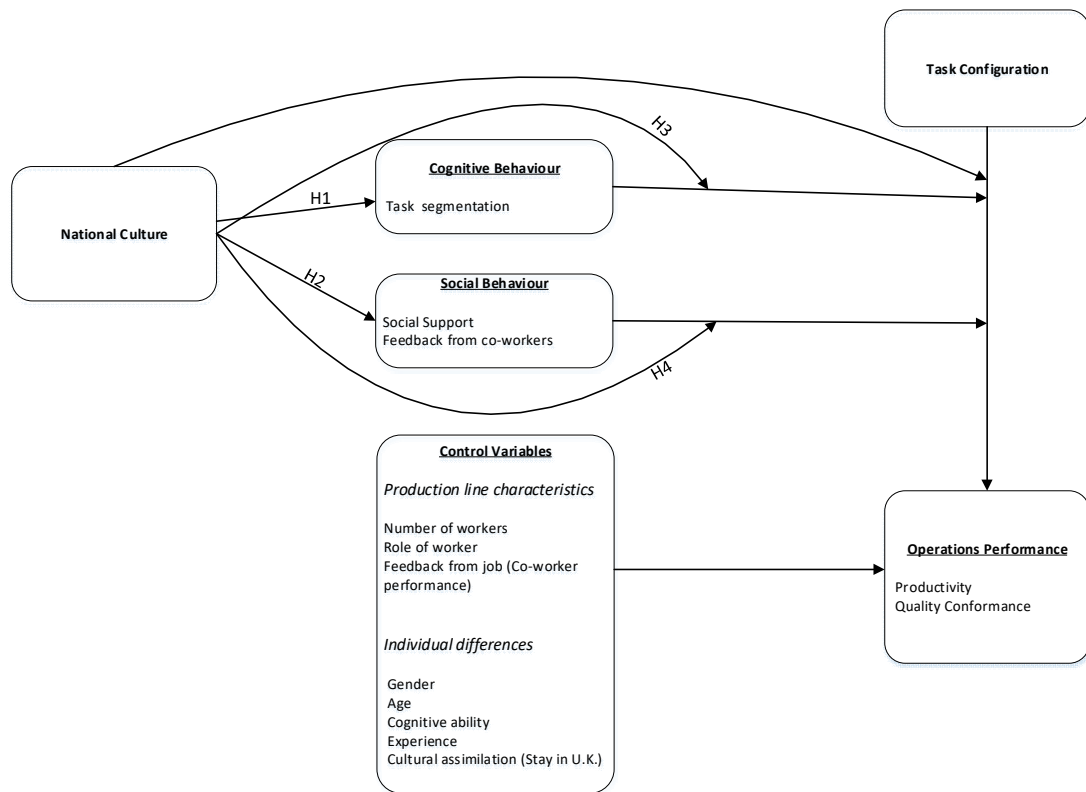 Task Configuration
H3
Cognitive Behaviour
Task segmentation
H1
National Culture
H2
Social Behaviour
Social Support
Feedback from co-workers
H4
Control Variables
Production line characteristics
Number of workers
Role of worker
Feedback from job (Co-worker
performance)
Individual differences
Gender
Age
Cognitive ability
Experience
Cultural assimilation (Stay in U.K.)
Operations Performance
Productivity
Quality Conformance